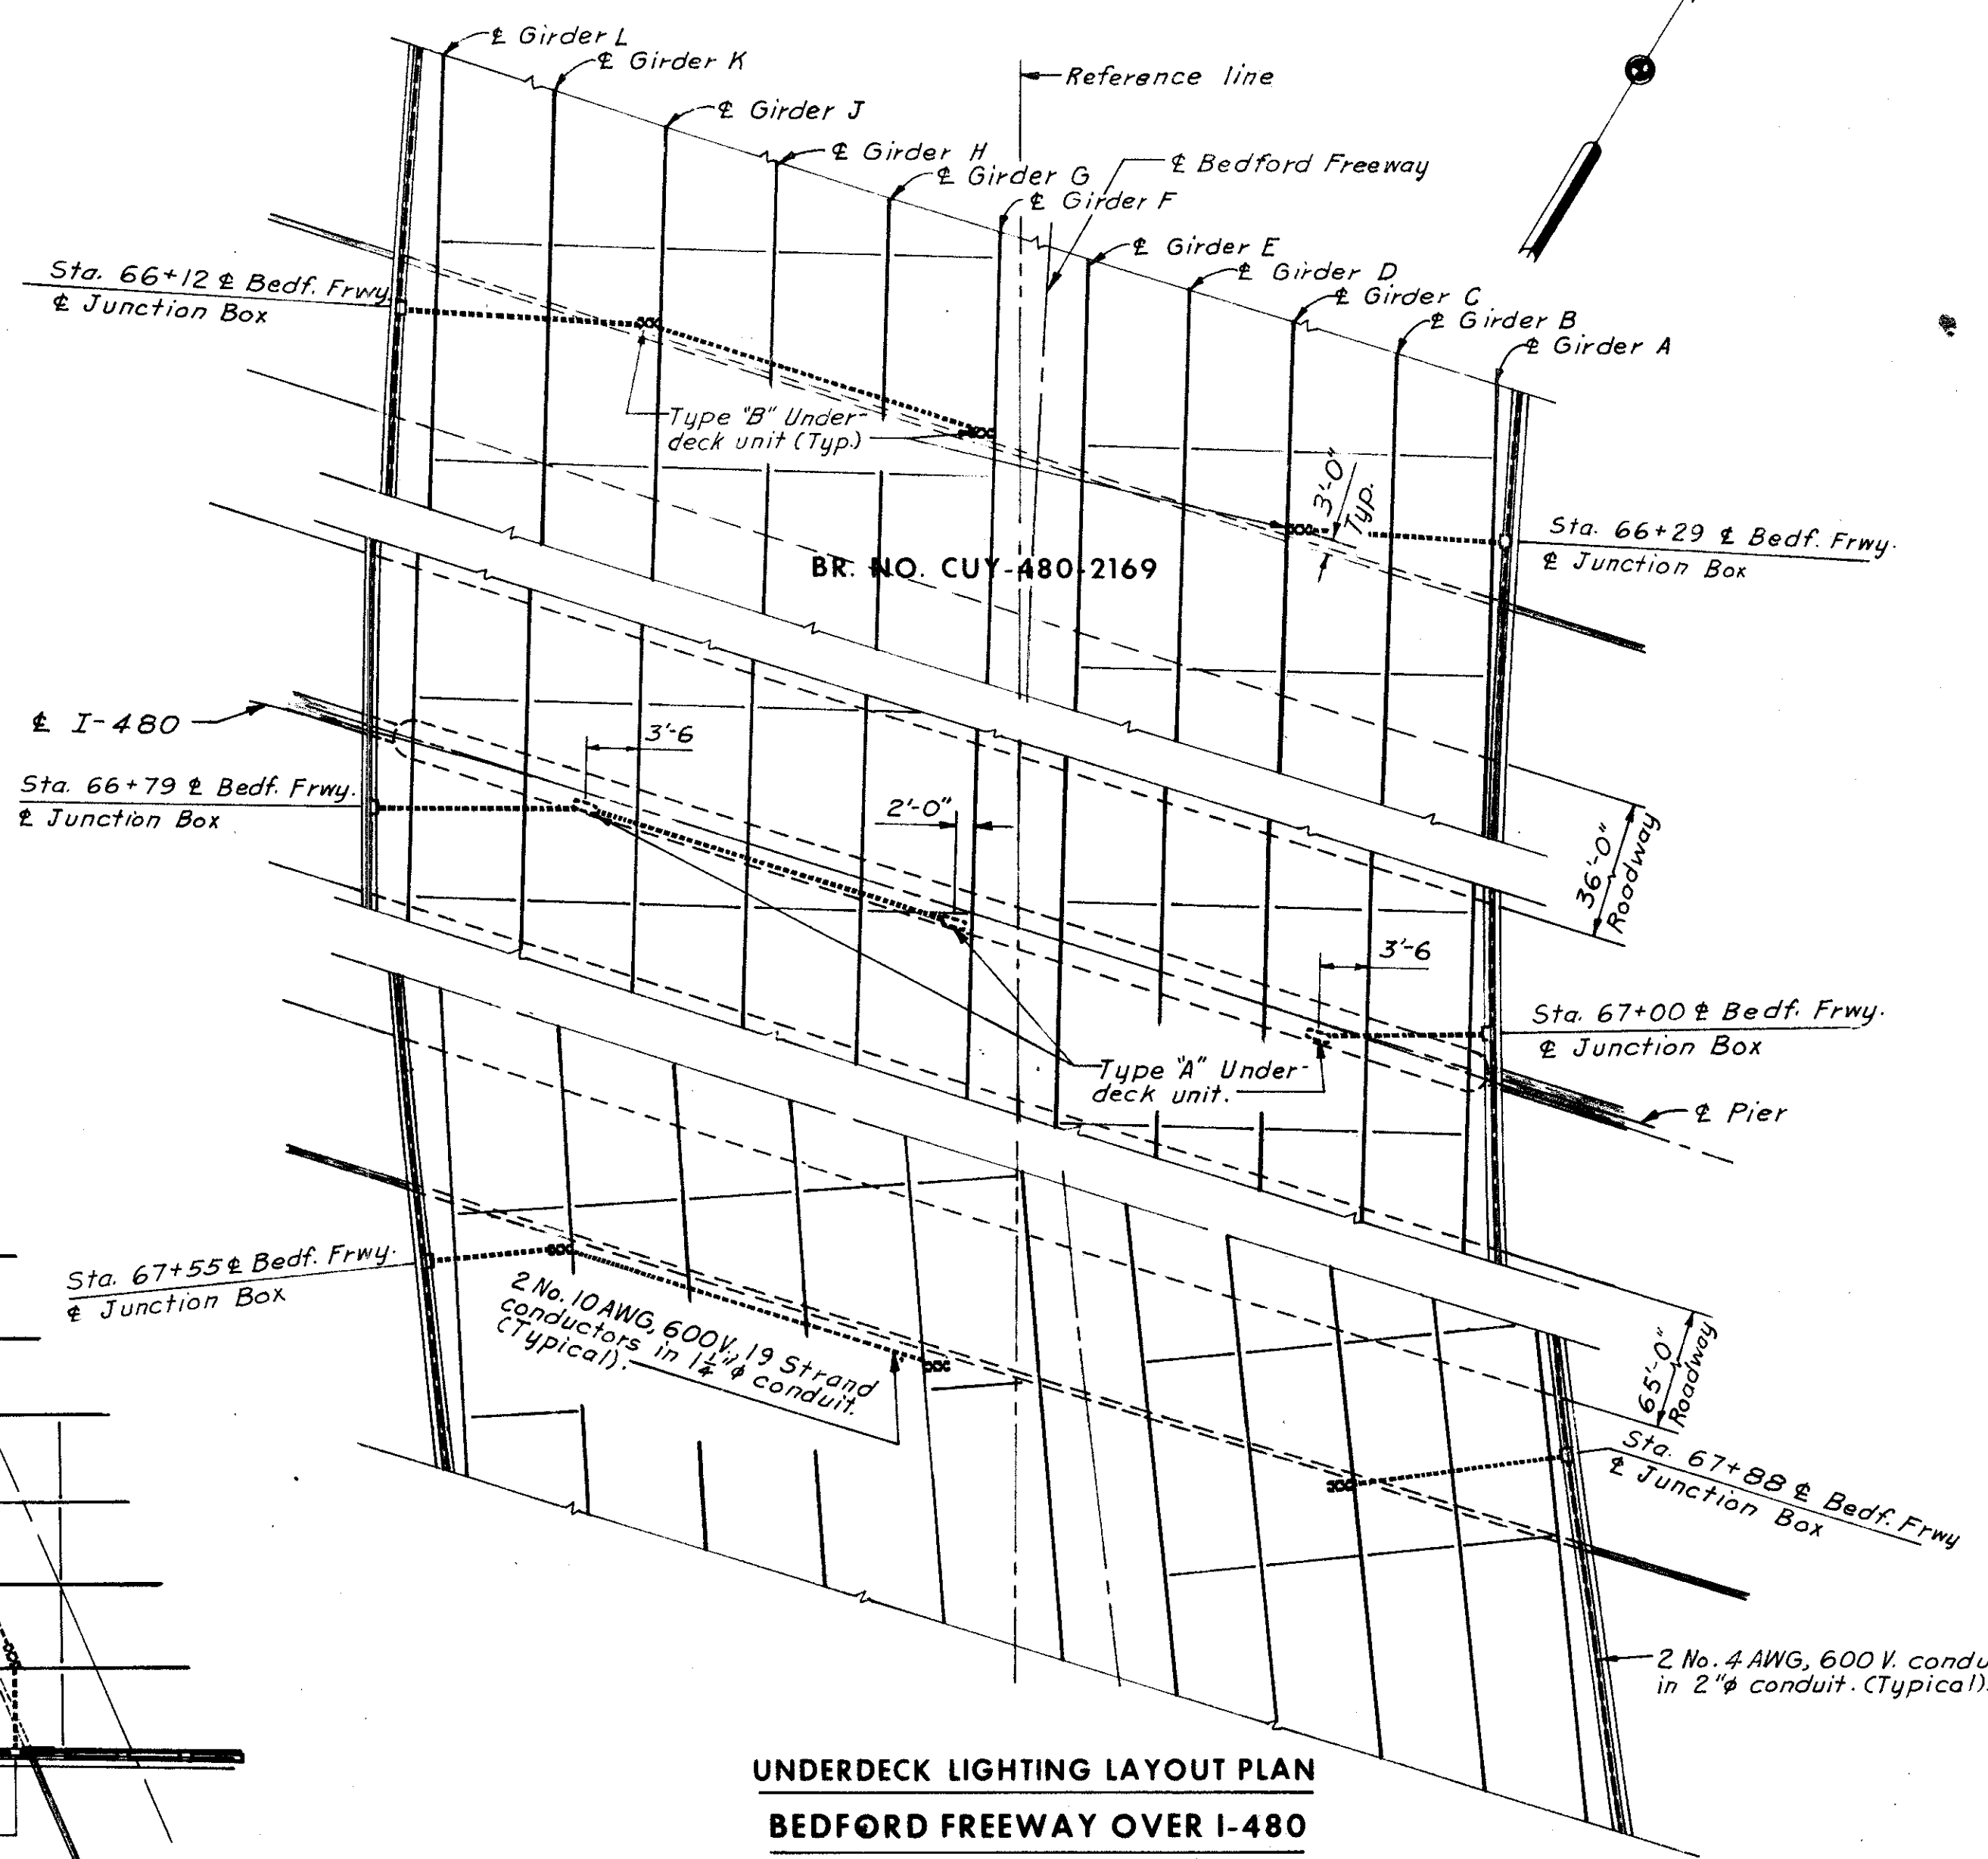 ℄ Girder L
℄ Girder K
℄ Girder J
℄ Girder H
℄ Girder G
℄ Girder F
Reference line
℄ Bedford Freeway
℄ Girder E
℄ Girder D
℄ Girder C
℄ Girder B
℄ Girder A
Sta. 66+12 ℄ Bedf. Frwy.
℄ Junction Box
Type "B" Under-
deck unit (Typ.)
3'-0"
Typ.
Sta. 66+29 ℄ Bedf. Frwy.
℄ Junction Box
BR. NO. CUY-480-2169
℄ I-480
3'-6
Sta. 66+79 ℄ Bedf. Frwy.
℄ Junction Box
2'-0"
36'-0"
Roadway
3'-6
Sta. 67+00 ℄ Bedf. Frwy.
℄ Junction Box
Type "A" Under-
deck unit.
℄ Pier
Sta. 67+55 ℄ Bedf. Frwy.
℄ Junction Box
2 No. 10 AWG, 600 V., 19 Strand
conductors in 1¼"φ conduit.
(Typical).
65'-0"
Roadway
Sta. 67+88 ℄ Bedf. Frwy
℄ Junction Box
2 No. 4 AWG, 600 V. condu
in 2"φ conduit. (Typical).
UNDERDECK LIGHTING LAYOUT PLAN
BEDFORD FREEWAY OVER I-480